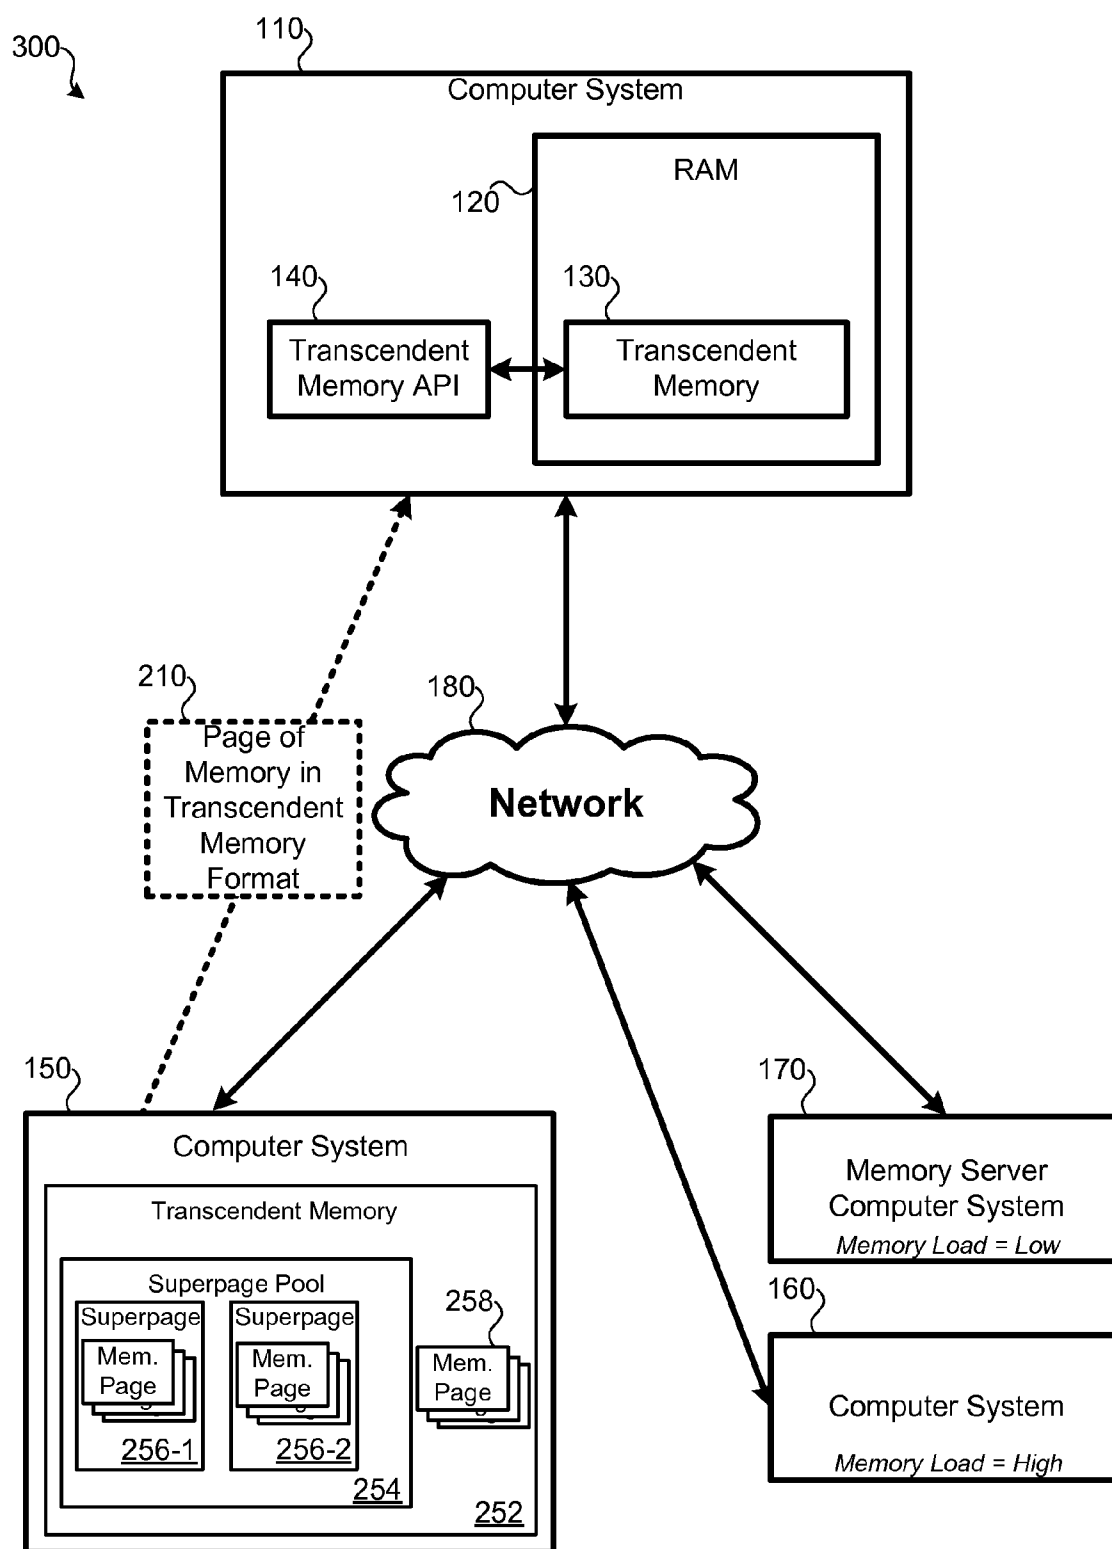 300
110
Computer System
RAM
120
140
130
Transcendent
Memory API
Transcendent
Memory
210
Page of
Memory in
Transcendent
Memory
Format
180
Network
150
Computer System
Transcendent Memory
Superpage Pool
Superpage
Mem.
Page
256-1
Superpage
Mem.
Page
256-2
254
258
Mem.
Page
252
170
Memory Server
Computer System
Memory Load = Low
160
Computer System
Memory Load = High